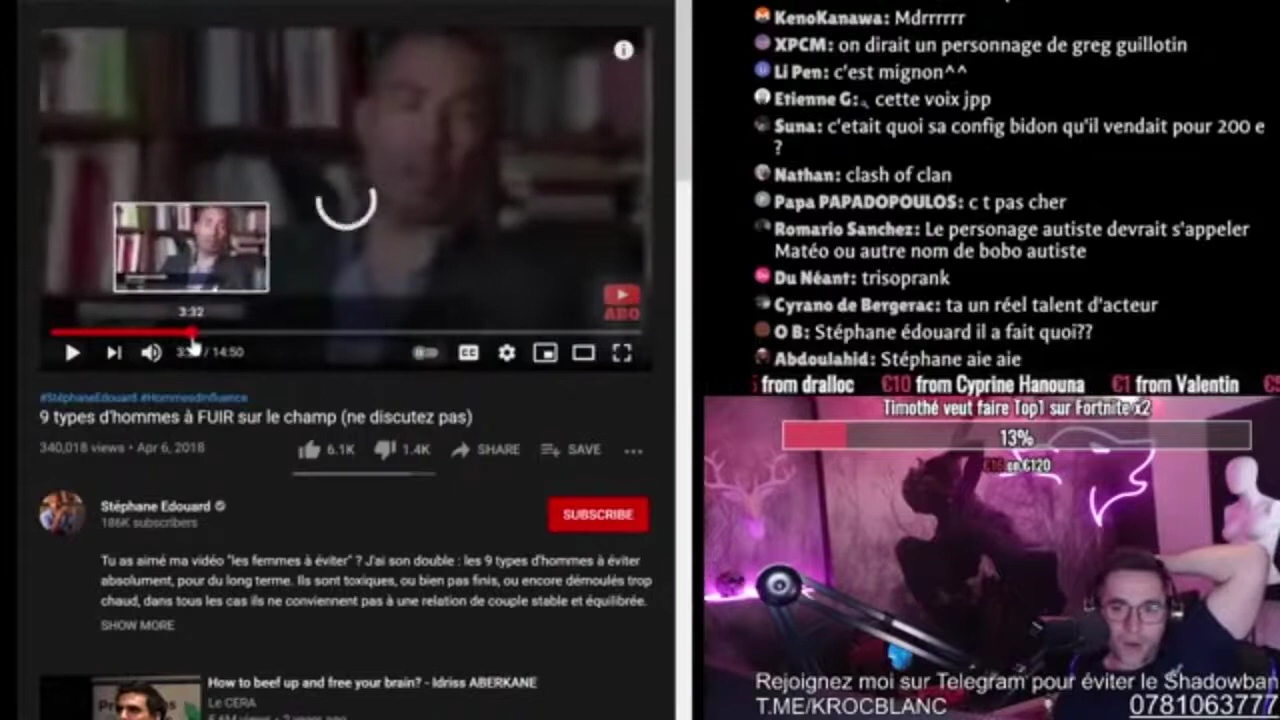 3:32
/ 14:50
ABO
#StéphaneEdouard #HommesdInfluence
9 types d'hommes à FUIR sur le champ (ne discutez pas)
340,018 views • Apr 6, 2018
6.1K
1.4K
SHARE
SAVE
Stéphane Edouard
186K subscribers
SUBSCRIBE
Tu as aimé ma vidéo "les femmes à éviter" ? J'ai son double : les 9 types d'hommes à éviter
absolument, pour du long terme. Ils sont toxiques, ou bien pas finis, ou encore démoulés trop
chaud, dans tous les cas ils ne conviennent pas à une relation de couple stable et équilibrée.
SHOW MORE
How to beef up and free your brain? - Idriss ABERKANE
Le CERA
KenoKanawa: Mdrrrrrr
XPCM: on dirait un personnage de greg guillotin
Li Pen: c'est mignon^^
Etienne G: cette voix jpp
Suna: c'etait quoi sa config bidon qu'il vendait pour 200 e
?
Nathan: clash of clan
Papa PAPADOPOULOS: c t pas cher
Romario Sanchez: Le personage autiste devrait s'appeler
Matéo ou autre nom de bobo autiste
Du Néant: trisoprank
Cyrano de Bergerac: ta un réel talent d'acteur
O B: Stéphane édouard il a fait quoi??
Abdoulahid: Stéphane aie aie
from dralloc €10 from Cyprine Hanouna €1 from Valentin
Timothé veut faire Top1 sur Fortnite x2
13%
Rejoignez moi sur Telegram pour éviter le Shadowban
T.ME/KROCBLANC
0781063777